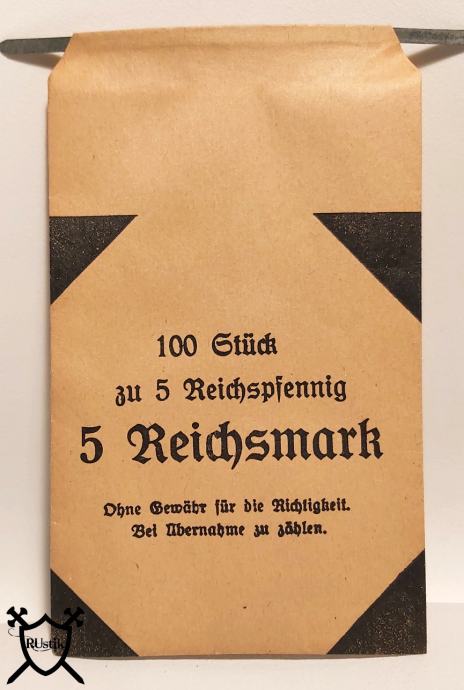 100 Stück
zu 5 Reichspfennig
5 Reichsmark
Ohne Gewähr für die Richtigkeit.
Bei Übernahme zu zählen.
RUstik